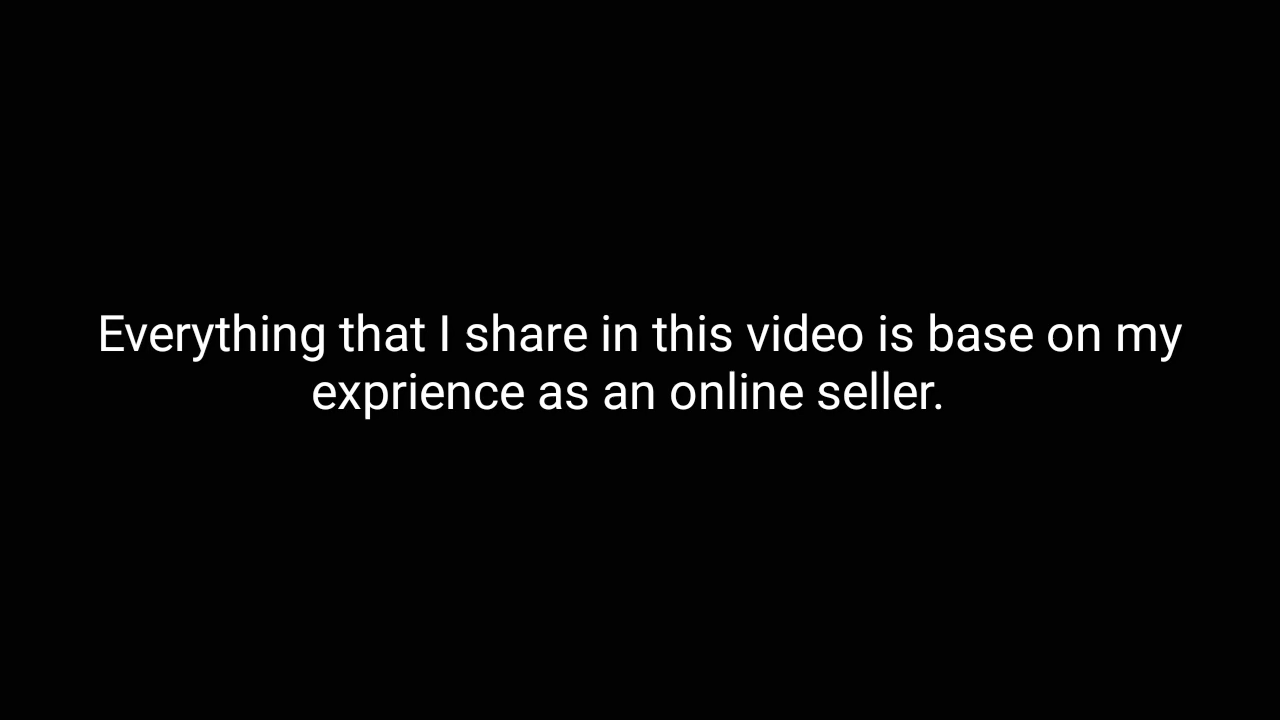 Everything that I share in this video is base on my
exprience as an online seller.